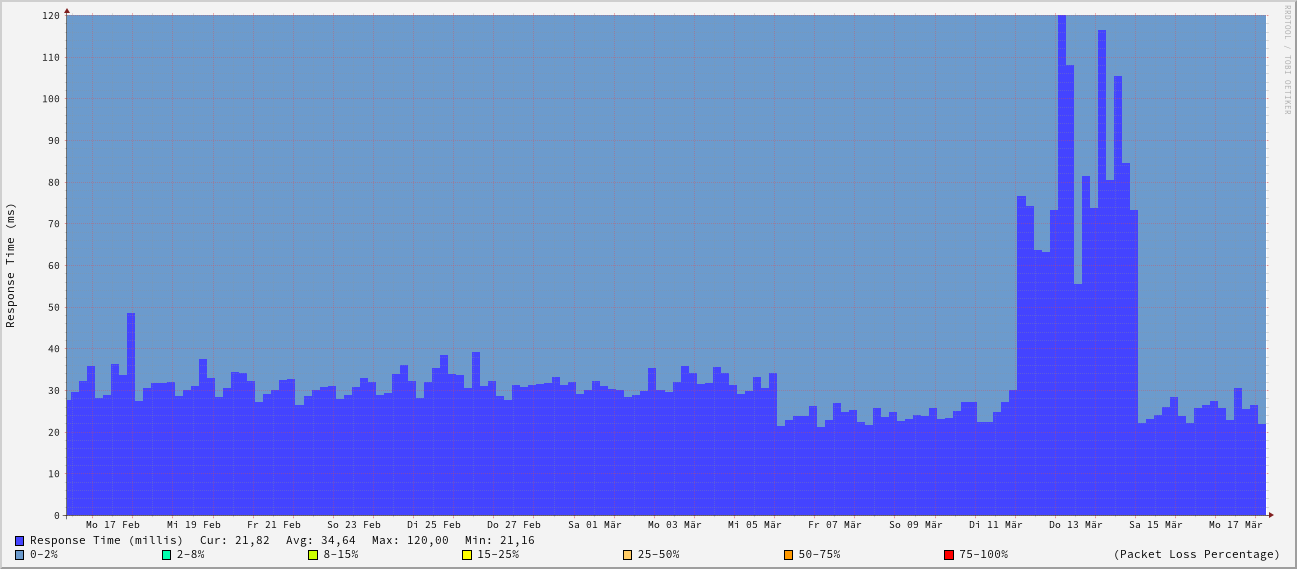 RRDTOOL / TOBI OETIKER
Response Time (ms)
120
110
100
90
80
70
60
50
40
30
20
10
0
Mo 17 Feb Mi 19 Feb Fr 21 Feb So 23 Feb Di 25 Feb Do 27 Feb Sa 01 Mär Mo 03 Mär Mi 05 Mär Fr 07 Mär So 09 Mär Di 11 Mär Do 13 Mär Sa 15 Mär Mo 17 Mär
Response Time (millis) Cur: 21,82 Avg: 34,64 Max: 120,00 Min: 21,16
0-2% 2-8% 8-15% 15-25% 25-50% 50-75% 75-100% (Packet Loss Percentage)